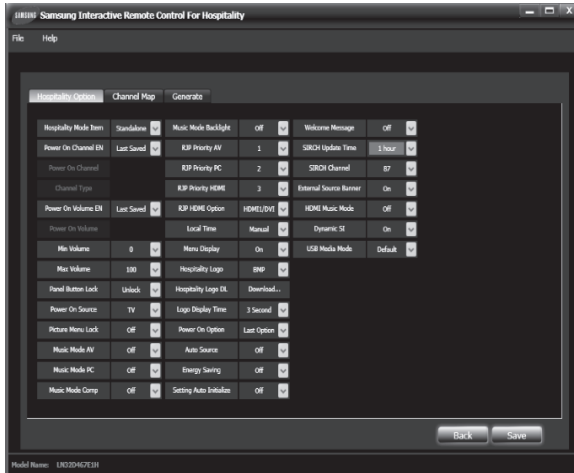 SAMSUNG Samsung Interactive Remote Control For Hospitality
File Help
Hospitality Option Channel Map Generate
Hospitality Mode Item Standalone Music Mode Backlight Off Welcome Message Off
Power On Channel EN Last Saved RJP Priority AV 1 SIRCH Update Time 1 hour
Power On Channel RJP Priority PC 2 SIRCH Channel 87
Channel Type RJP Priority HDMI 3 External Source Banner On
Power On Volume EN Last Saved RJP HDMI Option HDMI1/DVI HDMI Music Mode Off
Power On Volume Local Time Manual Dynamic SI On
Min Volume 0 Menu Display On USB Media Mode Default
Max Volume 100 Hospitality Logo BMP
Panel Button Lock Unlock Hospitality Logo DL Download...
Power On Source TV Logo Display Time 3 Second
Picture Menu Lock Off Power On Option Last Option
Music Mode AV Off Auto Source Off
Music Mode PC Off Energy Saving Off
Music Mode Comp Off Setting Auto Initialize Off
Back Save
Model Name: LN32D467E1H